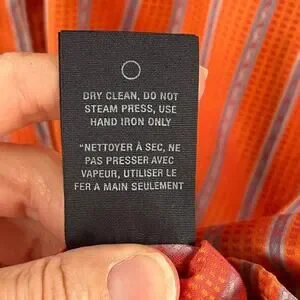 DRY CLEAN, DO NOT
STEAM PRESS, USE
HAND IRON ONLY
"NETTOYER À SEC, NE
PAS PRESSER AVEC
VAPEUR, UTILISER LE
FER A MAIN SEULEMENT